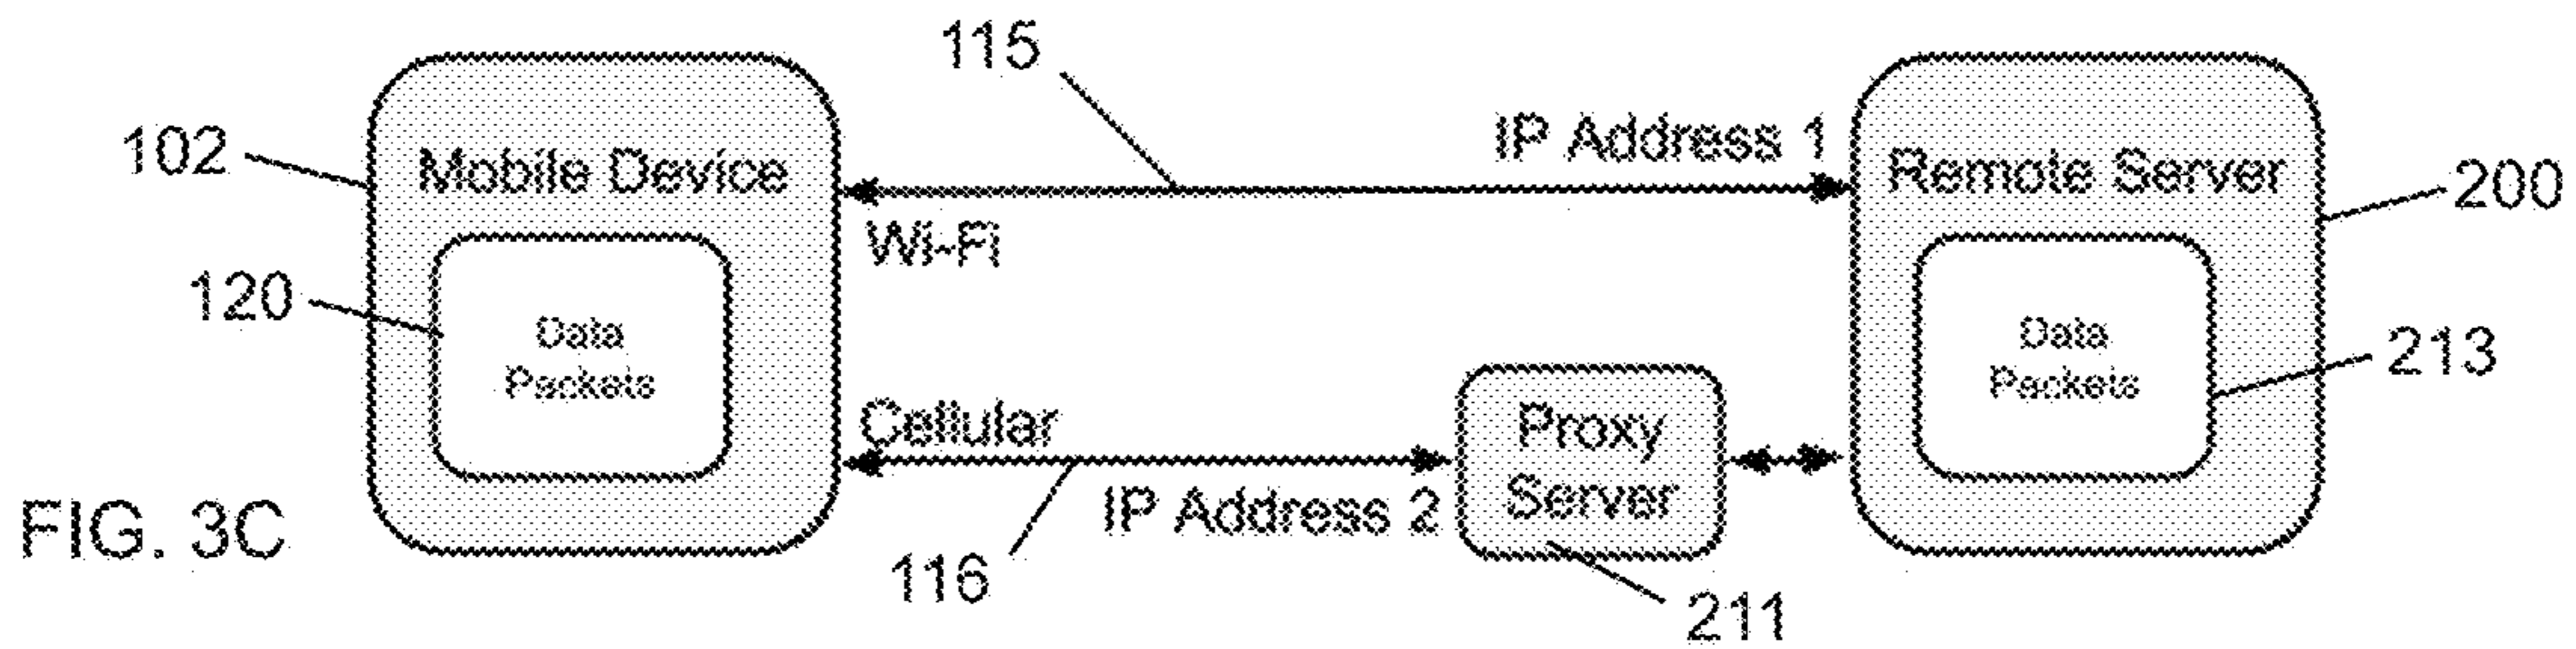 115
IP Address 1
102
Mobile Device
Remote Server
200
Wi-Fi
120
Data
Packets
Data
Packets
213
Cellular
Proxy
Server
IP Address 2
FIG. 3C
116
211